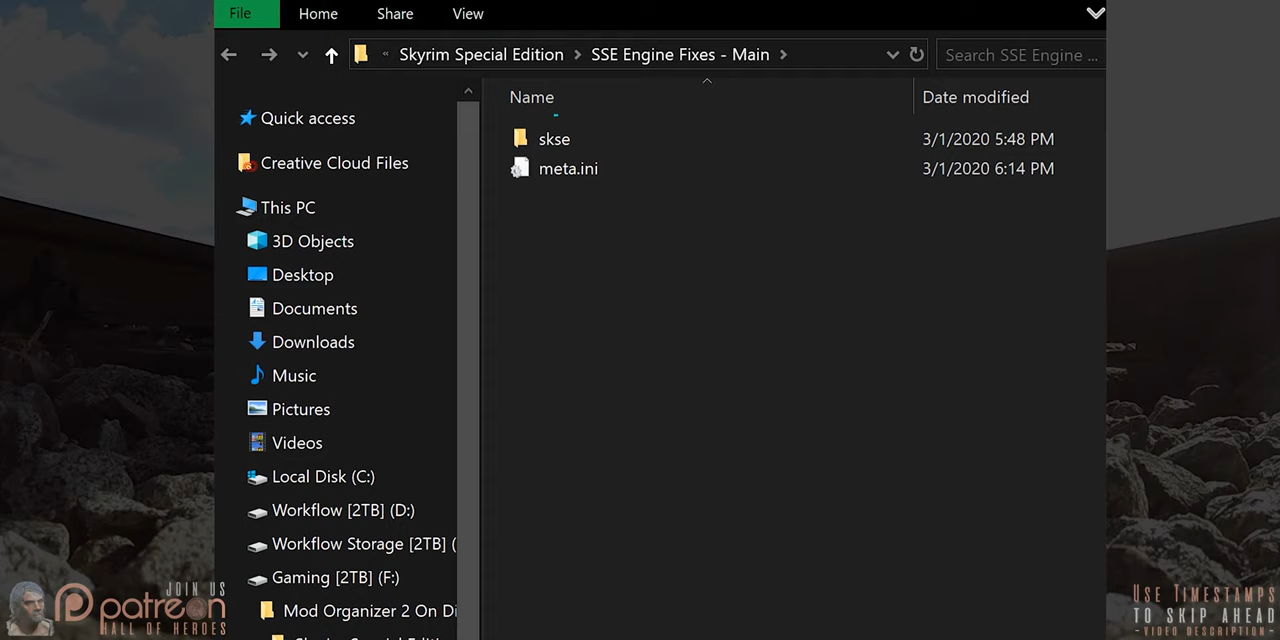 File Home Share View
« Skyrim Special Edition > SSE Engine Fixes - Main > Search SSE Engine ...
Name Date modified
skse 3/1/2020 5:48 PM
meta.ini 3/1/2020 6:14 PM
Quick access
Creative Cloud Files
This PC
3D Objects
Desktop
Documents
Downloads
Music
Pictures
Videos
Local Disk (C:)
Workflow [2TB] (D:)
Workflow Storage [2TB] (
Gaming [2TB] (F:)
Mod Organizer 2 On Di
JOIN US
patreon
HALL OF HEROES
USE TIMESTAMPS
TO SKIP AHEAD
-VIDEO DESCRIPTION-